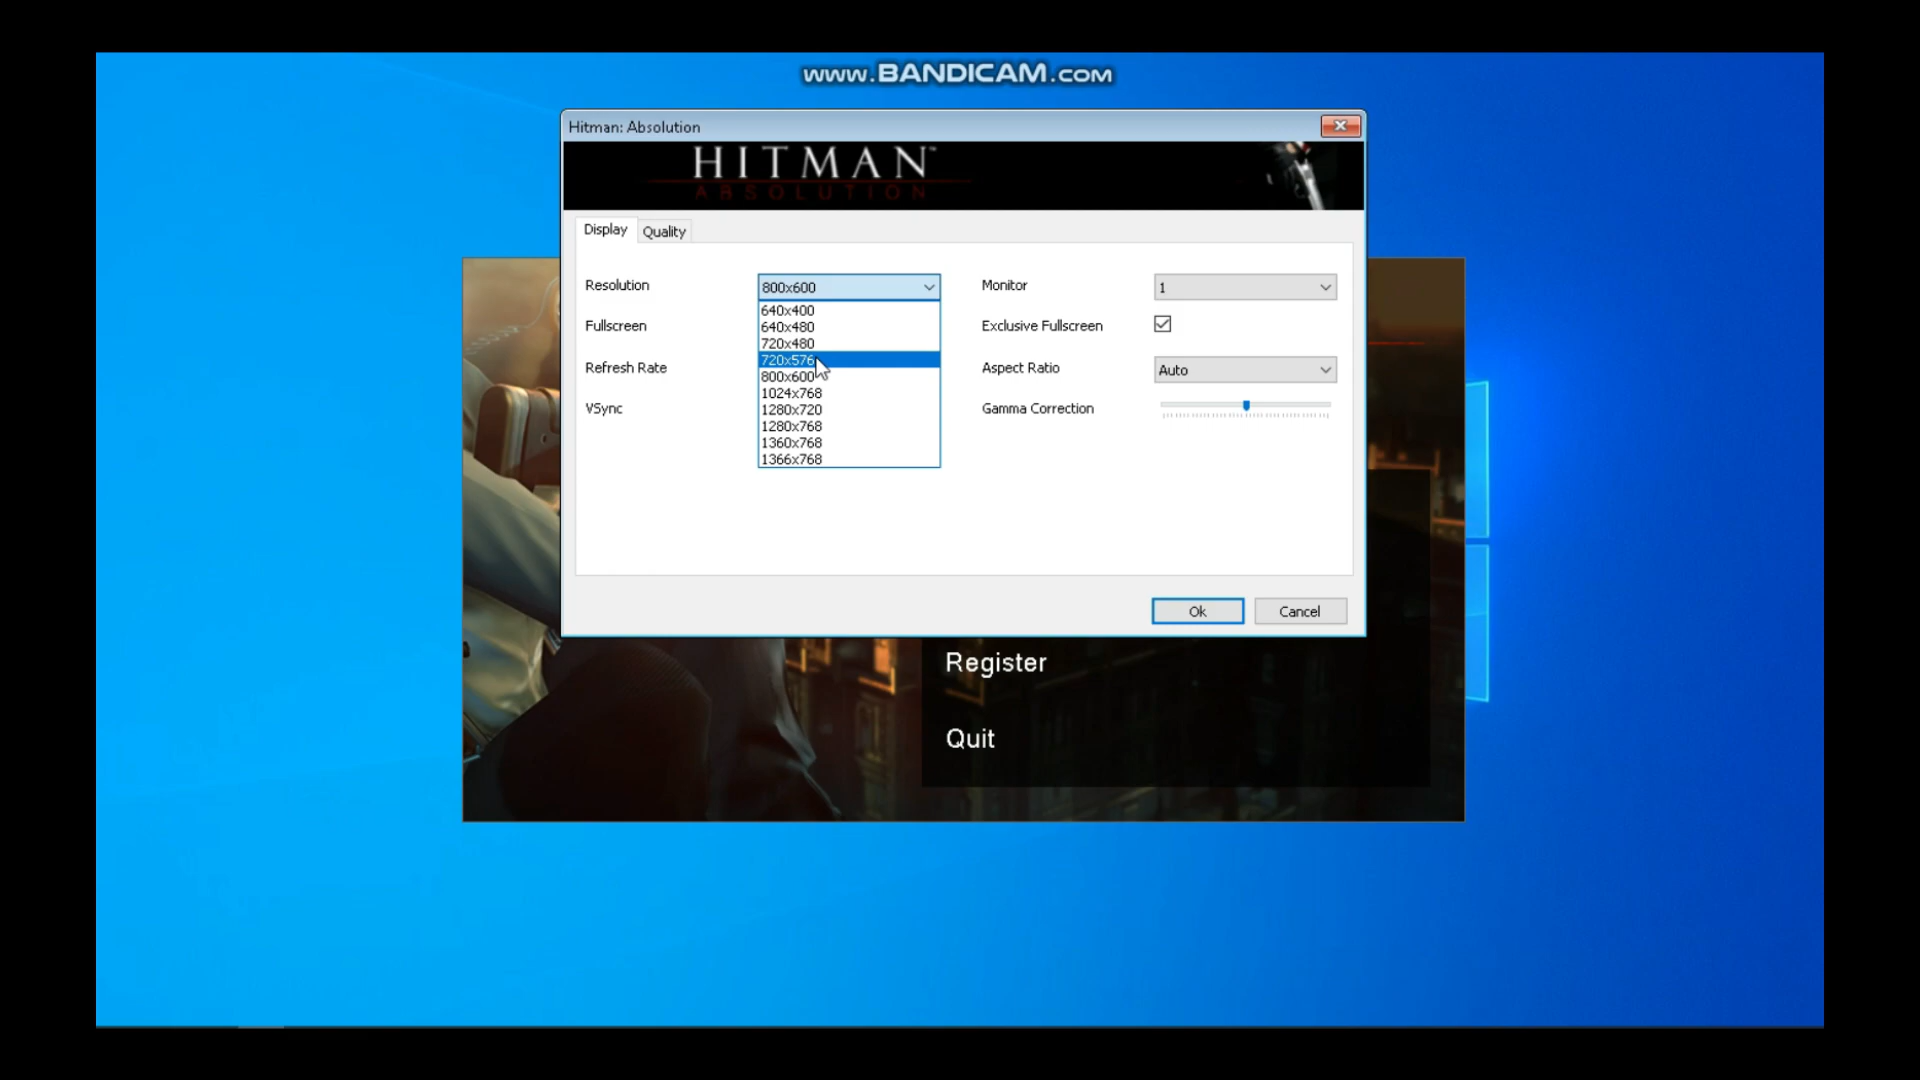 www.BANDICAM.com
Hitman: Absolution
HITMAN™
ABSOLUTION
Display
Quality
Resolution
800x600
Monitor
1
640x400
640x480
720x480
720x576
800x600
1024x768
1280x720
1280x768
1360x768
1366x768
Fullscreen
Exclusive Fullscreen
Refresh Rate
Aspect Ratio
Auto
VSync
Gamma Correction
Ok
Cancel
Register
Quit